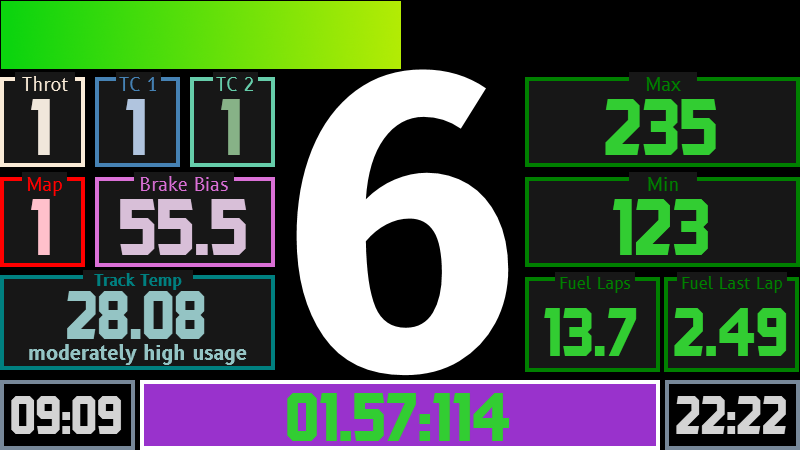 Throt
1
TC 1
1
TC 2
1
Map
1
Brake Bias
55.5
Track Temp
28.08
moderately high usage
6
Max
235
Min
123
Fuel Laps
13.7
Fuel Last Lap
2.49
09:09
01.57:114
22:22